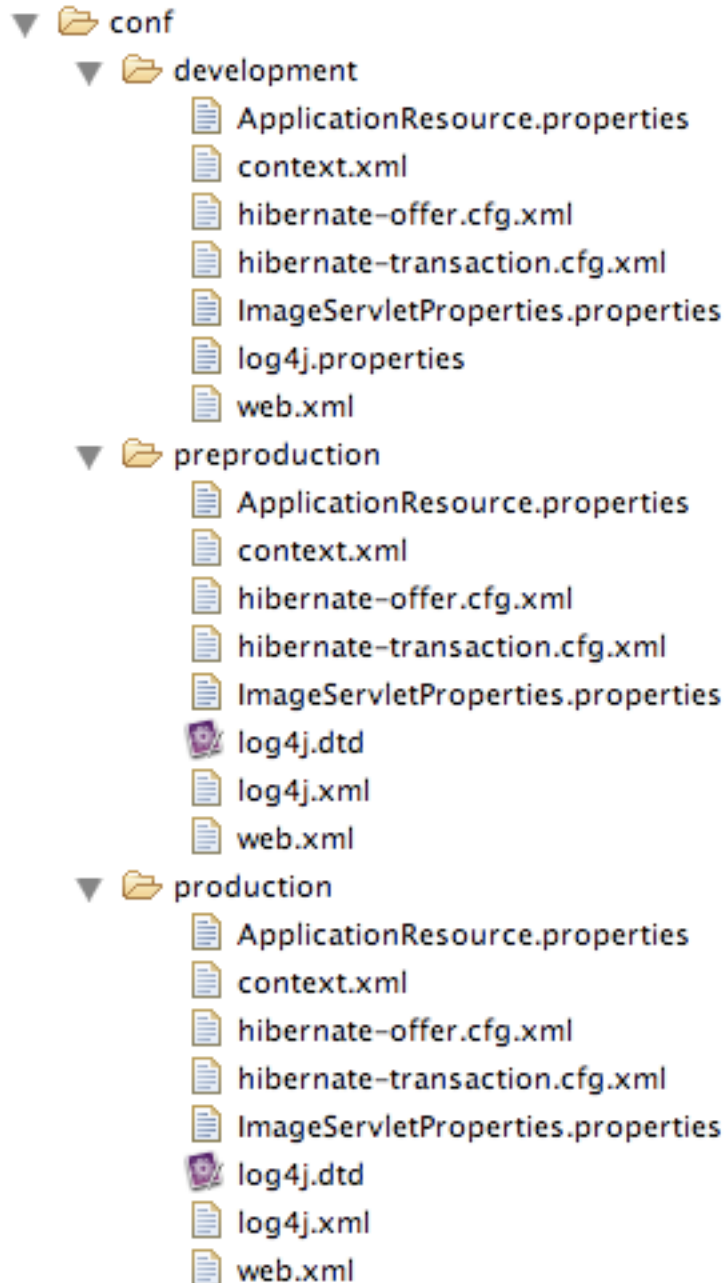 conf
development
ApplicationResource.properties
context.xml
hibernate-offer.cfg.xml
hibernate-transaction.cfg.xml
ImageServletProperties.properties
log4j.properties
web.xml
preproduction
ApplicationResource.properties
context.xml
hibernate-offer.cfg.xml
hibernate-transaction.cfg.xml
ImageServletProperties.properties
log4j.dtd
log4j.xml
web.xml
production
ApplicationResource.properties
context.xml
hibernate-offer.cfg.xml
hibernate-transaction.cfg.xml
ImageServletProperties.properties
log4j.dtd
log4j.xml
web.xml